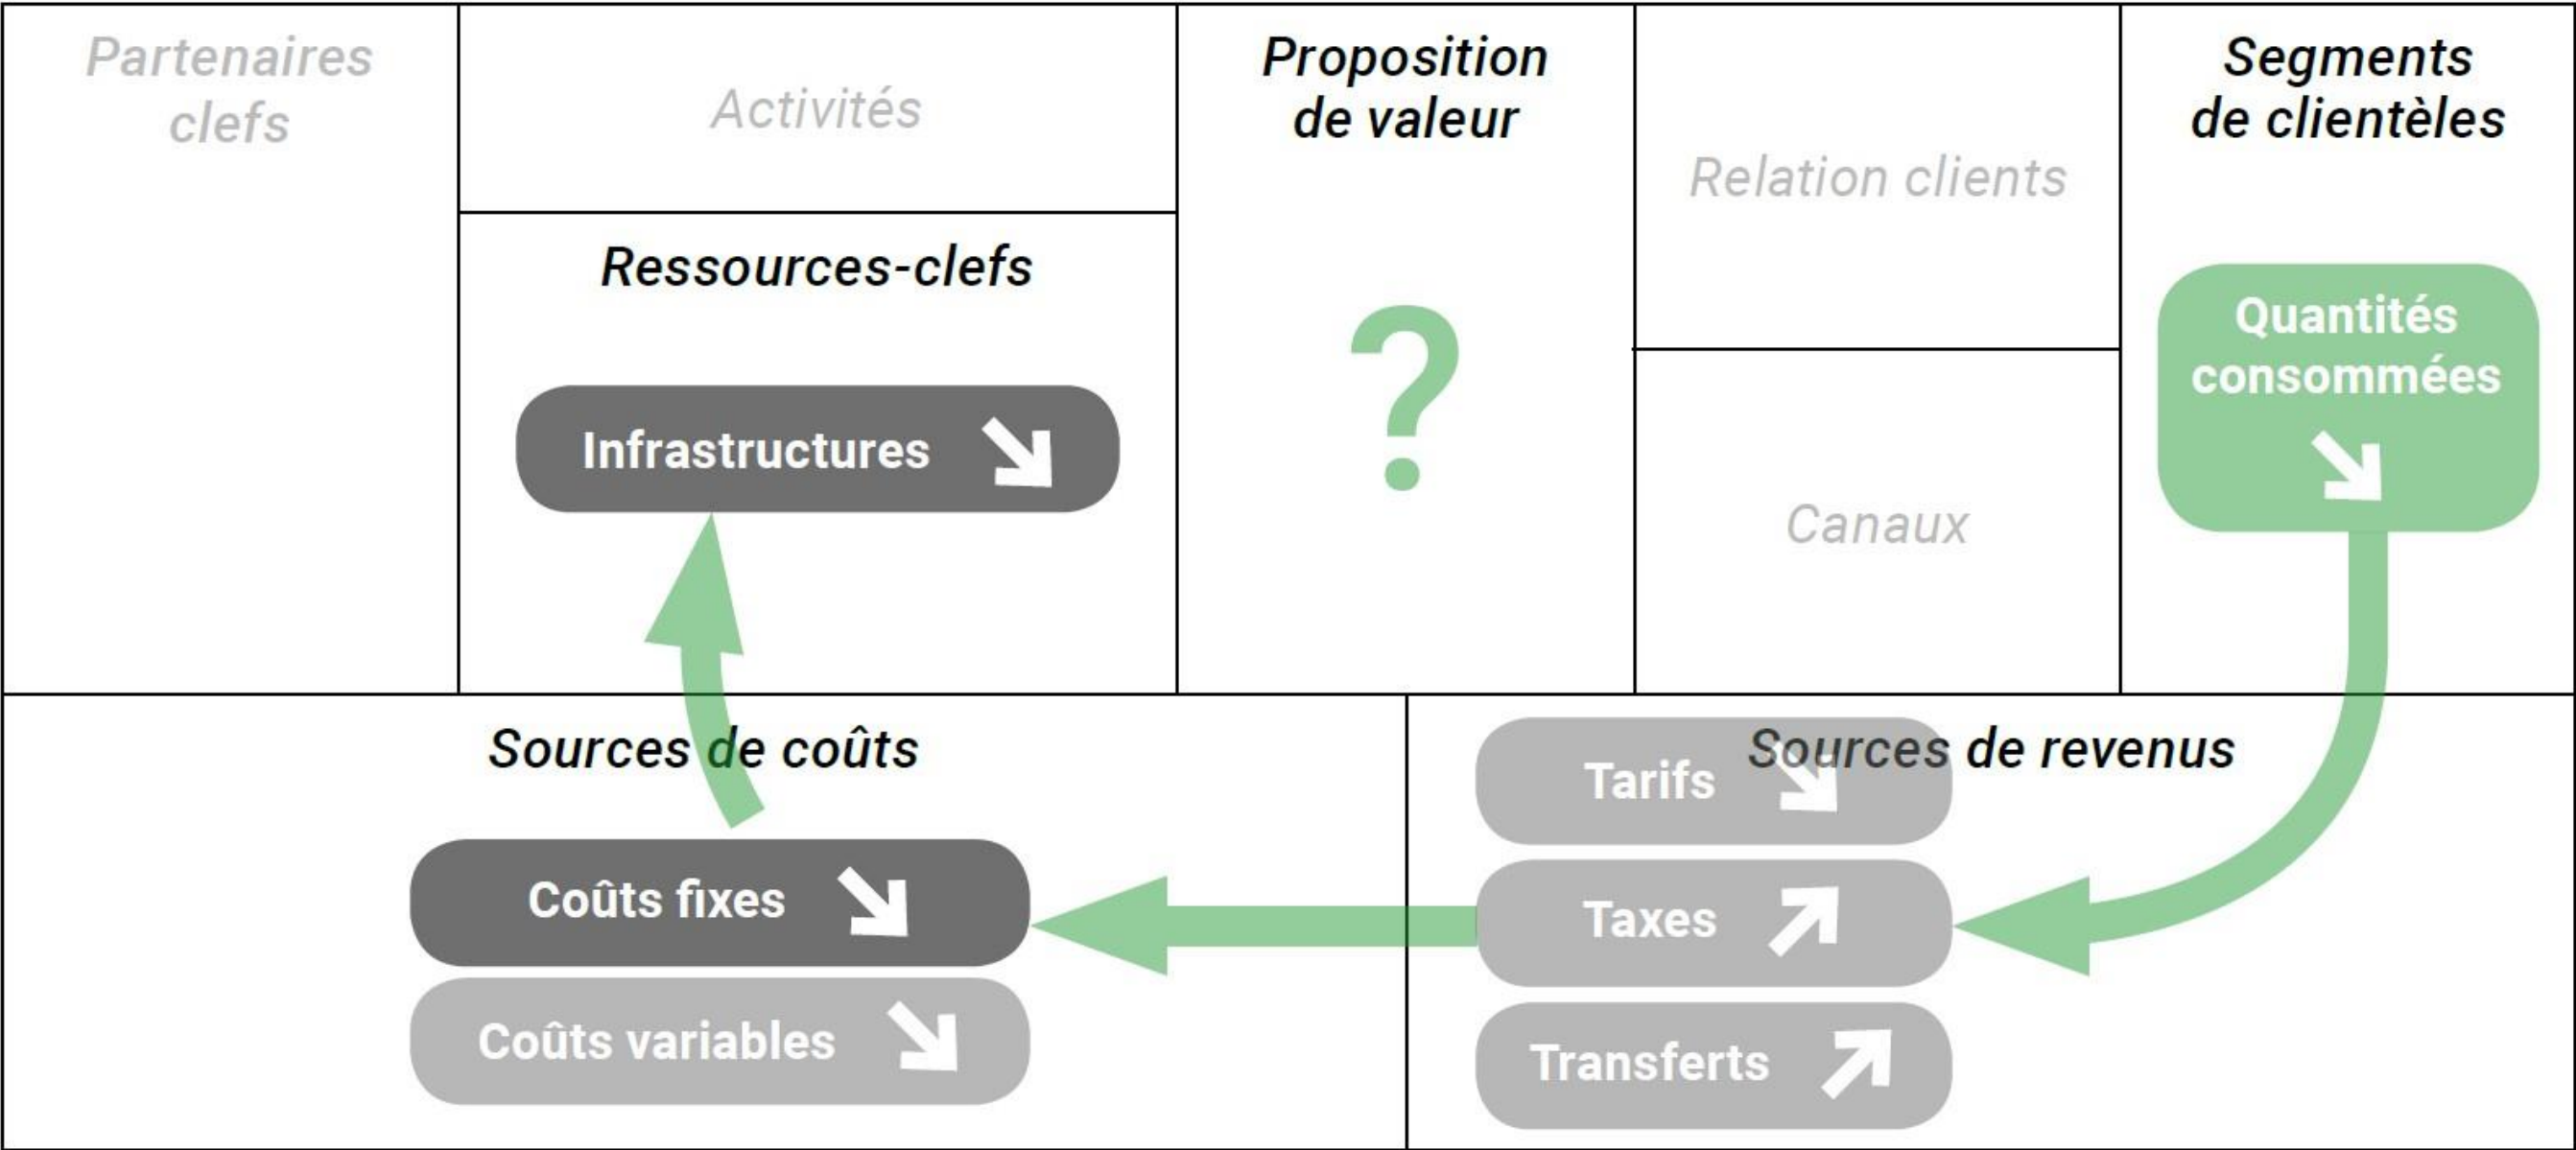 Partenaires
clefs
Activités
Ressources-clefs
Infrastructures
Proposition
de valeur
?
Relation clients
Canaux
Segments
de clientèles
Quantités
consommées
Sources de coûts
Coûts fixes
Coûts variables
Sources de revenus
Tarifs
Taxes
Transferts